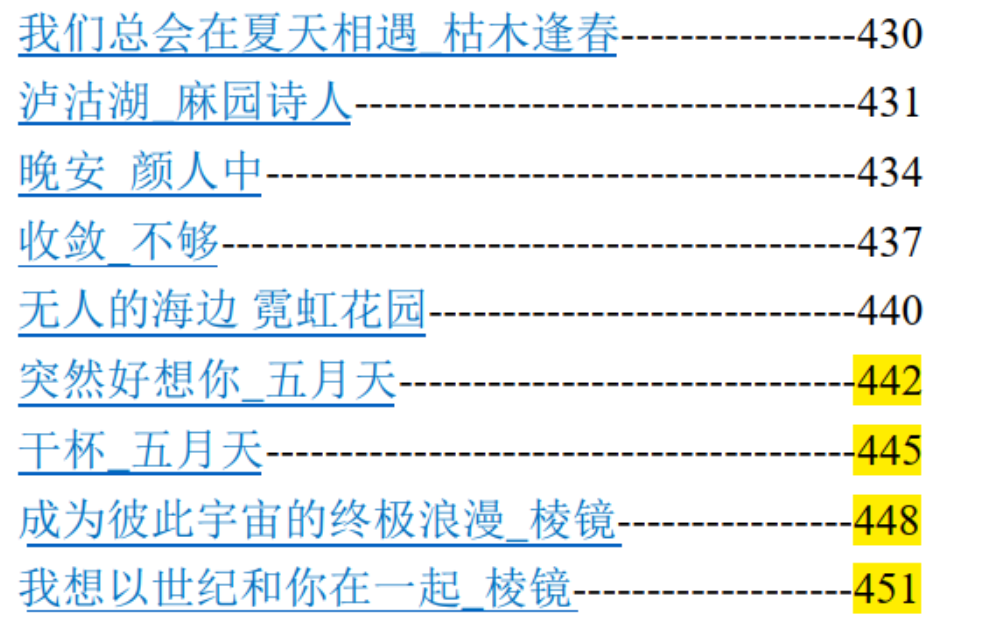 我们总会在夏天相遇_枯木逢春----------------430
泸沽湖_麻园诗人----------------------------------431
晚安_颜人中----------------------------------------434
收敛_不够-------------------------------------------437
无人的海边 霓虹花园-----------------------------440
突然好想你_五月天-------------------------------442
干杯_五月天----------------------------------------445
成为彼此宇宙的终极浪漫_棱镜----------------448
我想以世纪和你在一起_棱镜-------------------451